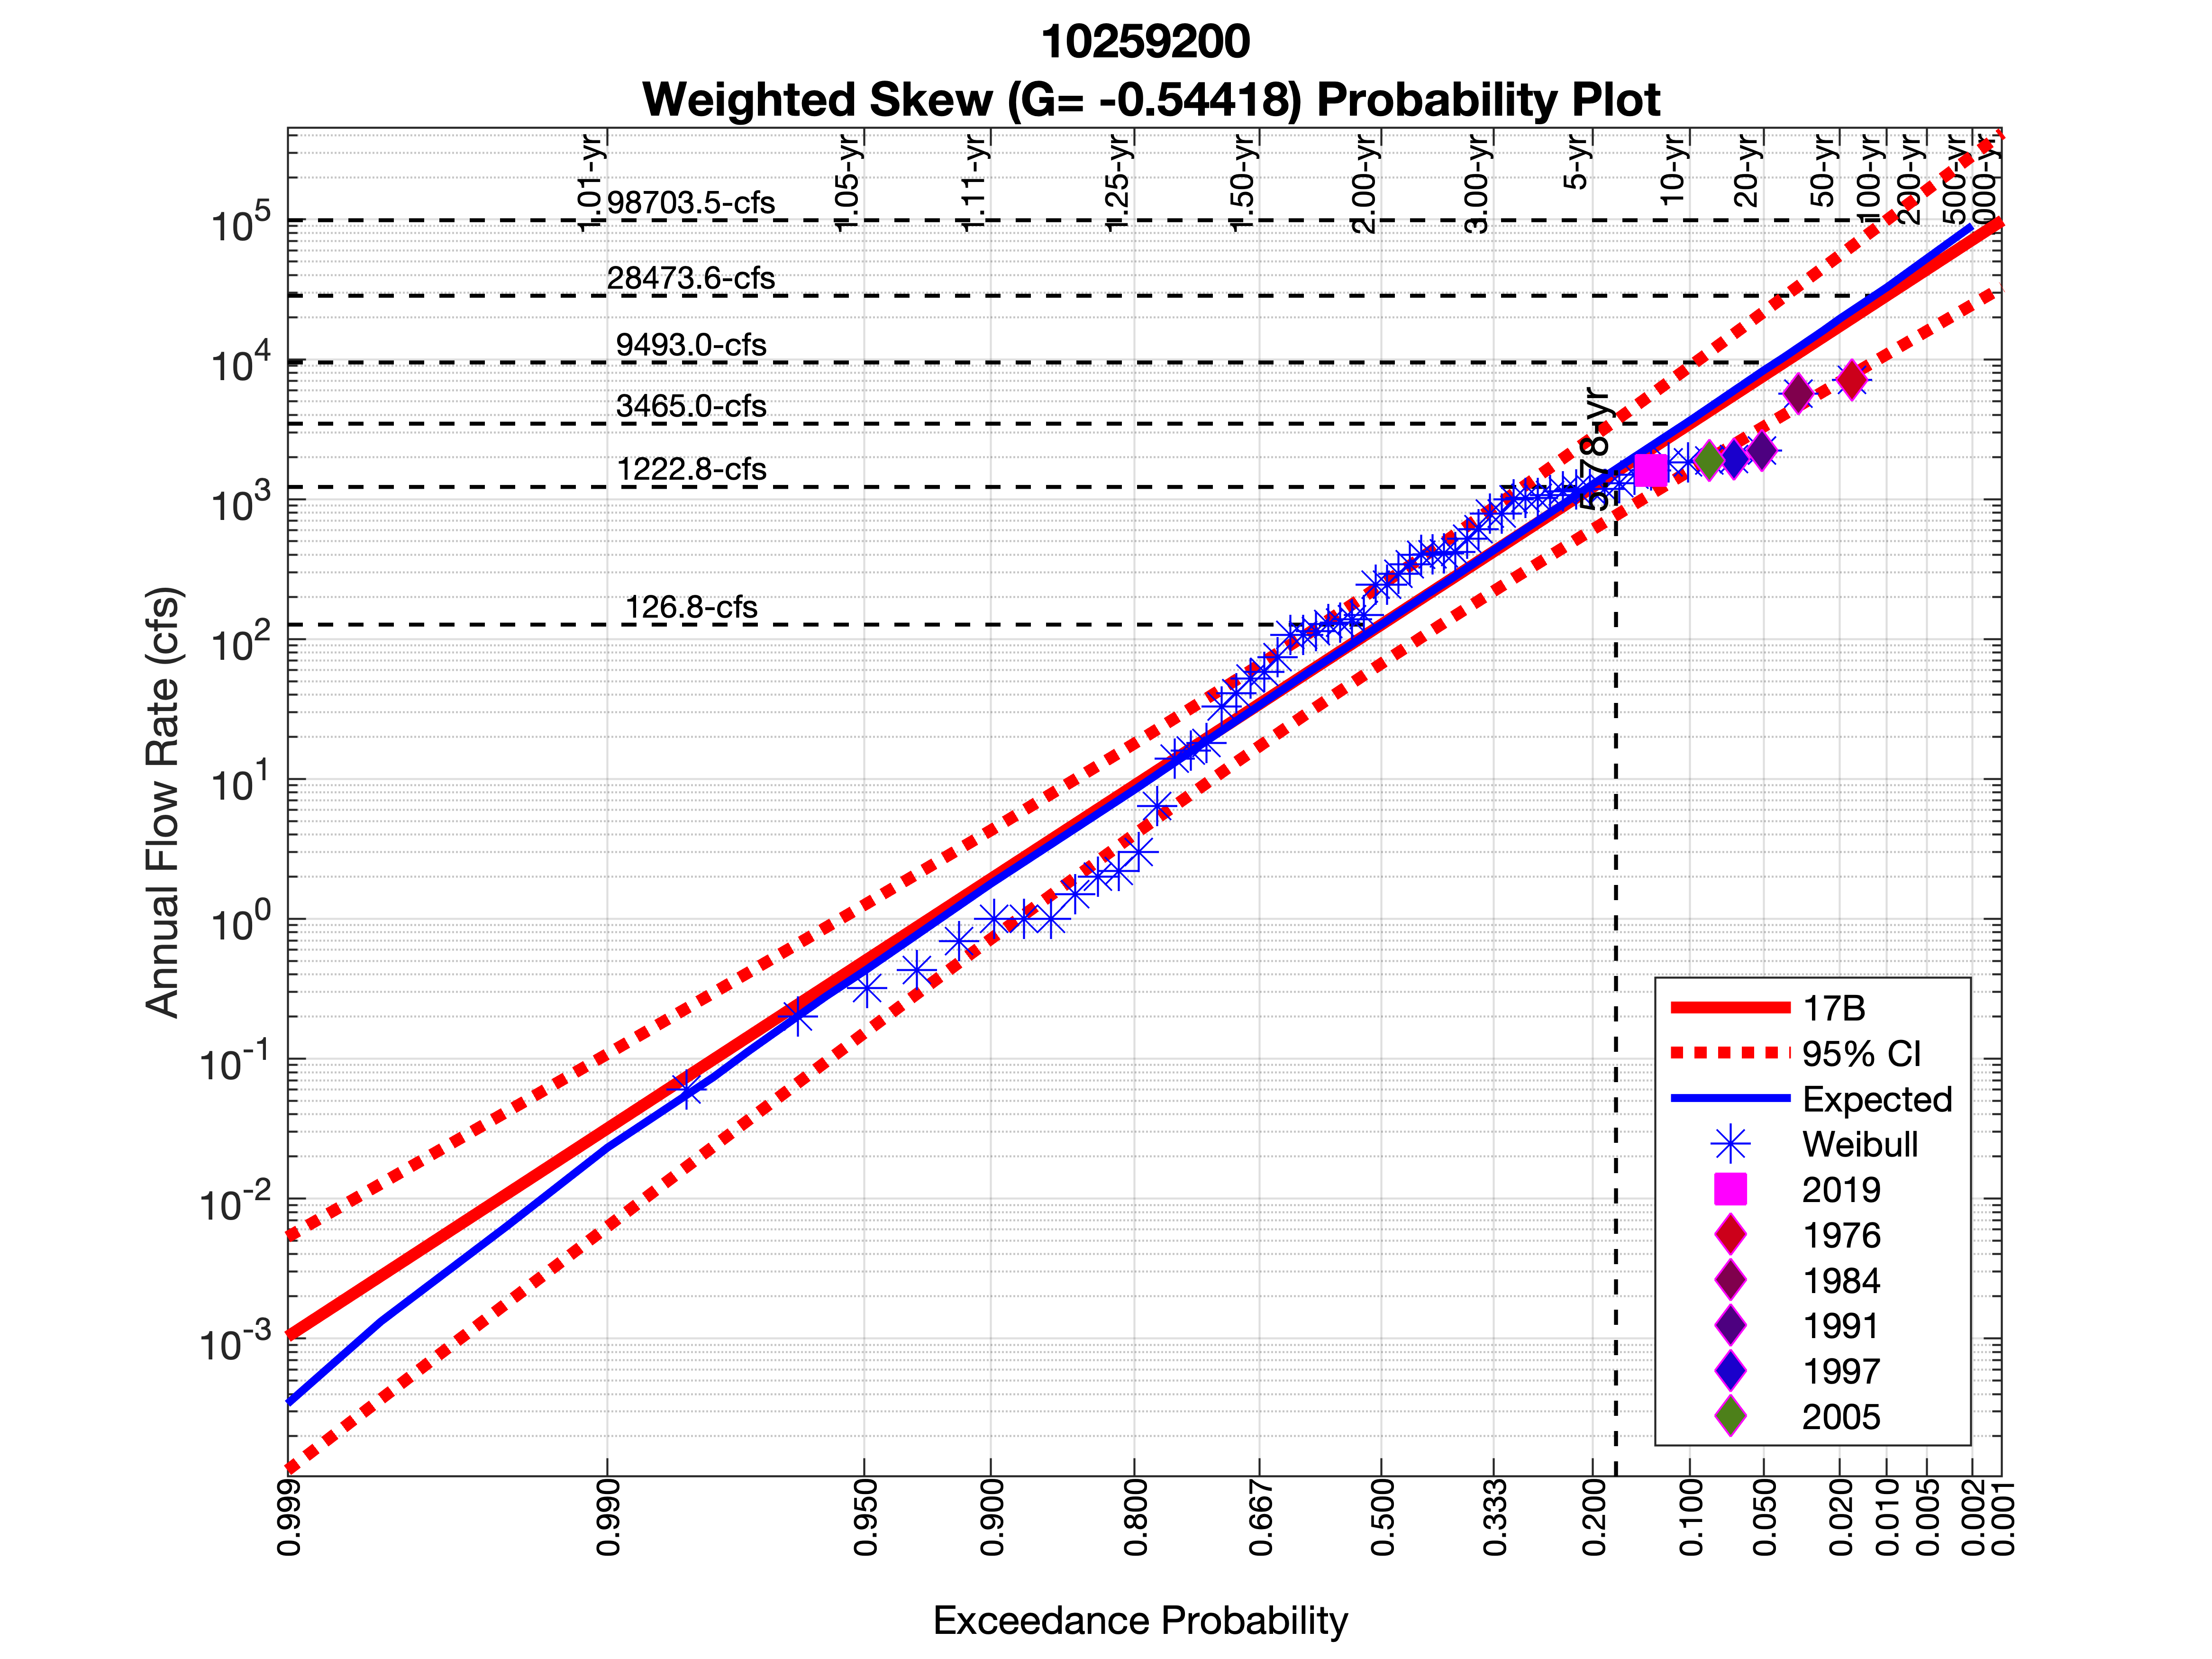 10259200
Weighted Skew (G= -0.54418) Probability Plot
1.01-yr
1.05-yr
1.11-yr
1.25-yr
1.50-yr
2.00-yr
3.00-yr
5-yr
10-yr
20-yr
50-yr
100-yr
200-yr
500-yr
000-yr
98703.5-cfs
28473.6-cfs
9493.0-cfs
3465.0-cfs
1222.8-cfs
126.8-cfs
5.78-yr
10^5
10^4
10^3
10^2
10^1
10^0
10^-1
10^-2
10^-3
Annual Flow Rate (cfs)
17B
95% CI
Expected
Weibull
2019
1976
1984
1991
1997
2005
0.999
0.990
0.950
0.900
0.800
0.667
0.500
0.333
0.200
0.100
0.050
0.020
0.010
0.005
0.002
0.001
Exceedance Probability